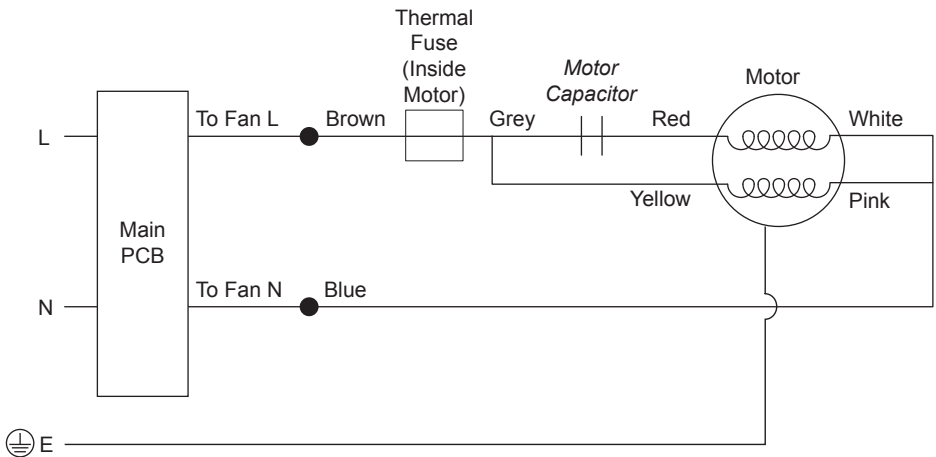 Thermal
Fuse
(Inside
Motor)
Motor
Capacitor
Motor
L
To Fan L
Brown
Grey
Red
White
Yellow
Pink
Main
PCB
N
To Fan N
Blue
E